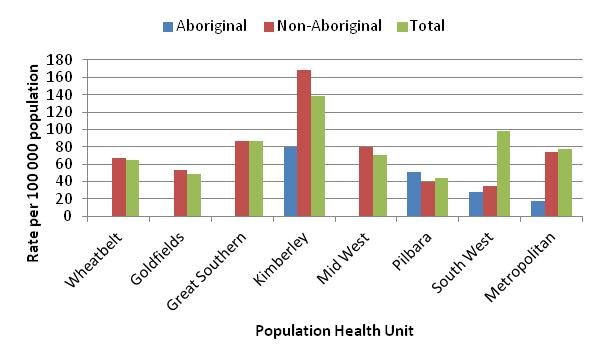 Aboriginal Non-Aboriginal Total
Rate per 100 000 population
180
160
140
120
100
80
60
40
20
0
Wheatbelt
Goldfields
Great Southern
Kimberley
Mid West
Pilbara
South West
Metropolitan
Population Health Unit